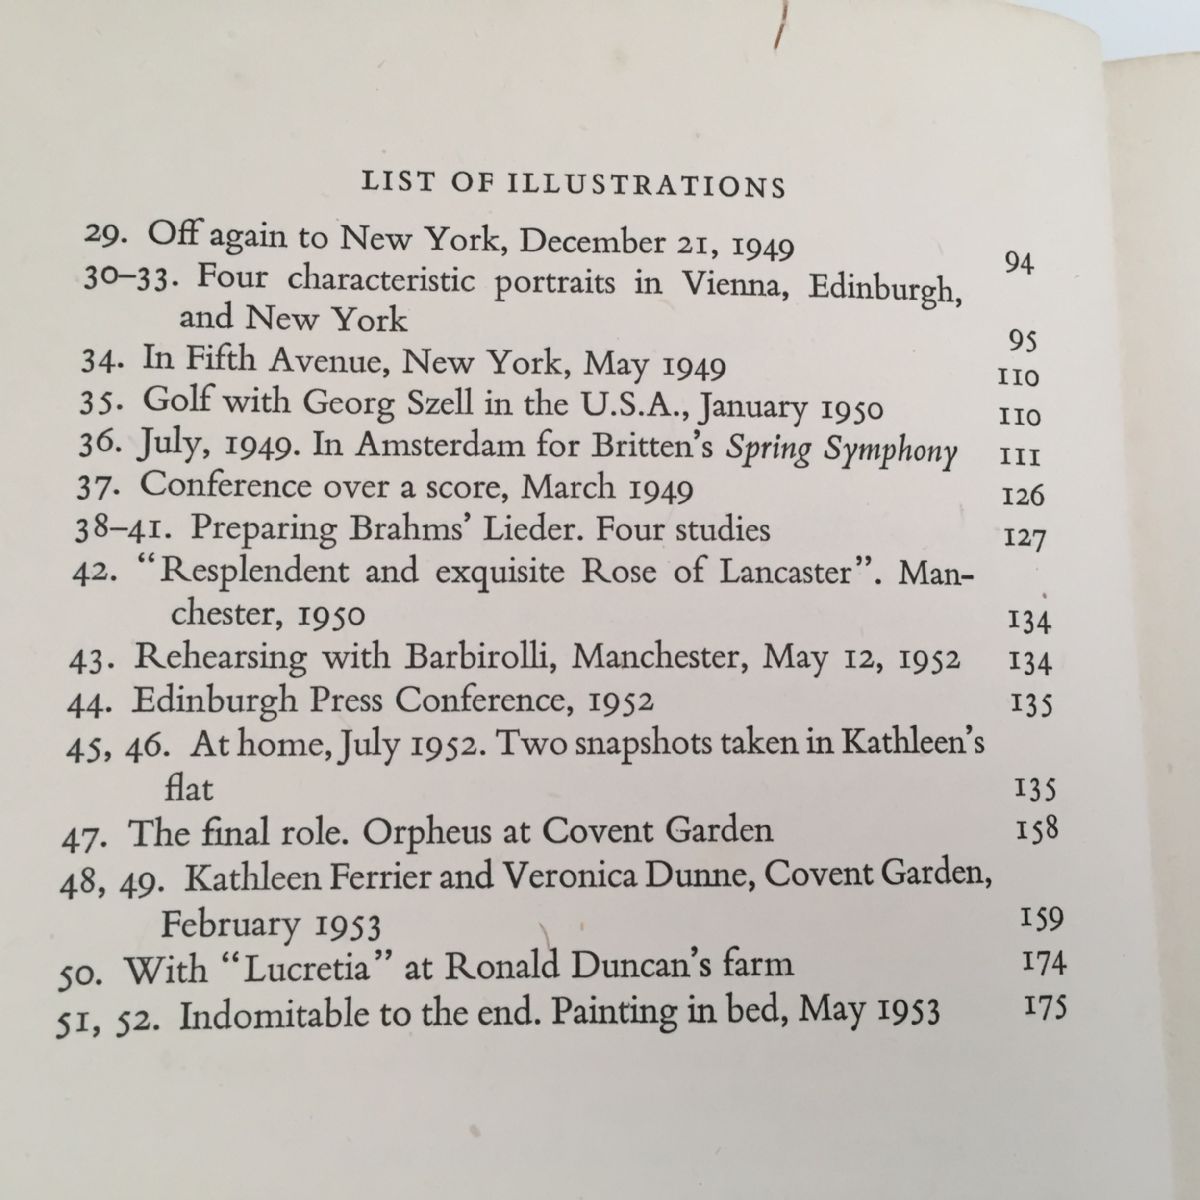 LIST OF ILLUSTRATIONS
29. Off again to New York, December 21, 1949 94
30–33. Four characteristic portraits in Vienna, Edinburgh,
and New York 95
34. In Fifth Avenue, New York, May 1949 110
35. Golf with Georg Szell in the U.S.A., January 1950 110
36. July, 1949. In Amsterdam for Britten's Spring Symphony 111
37. Conference over a score, March 1949 126
38–41. Preparing Brahms' Lieder. Four studies 127
42. “Resplendent and exquisite Rose of Lancaster”. Man-
chester, 1950 134
43. Rehearsing with Barbirolli, Manchester, May 12, 1952 134
44. Edinburgh Press Conference, 1952 135
45, 46. At home, July 1952. Two snapshots taken in Kathleen's
flat 135
47. The final role. Orpheus at Covent Garden 158
48, 49. Kathleen Ferrier and Veronica Dunne, Covent Garden,
February 1953 159
50. With “Lucretia” at Ronald Duncan's farm 174
51, 52. Indomitable to the end. Painting in bed, May 1953 175